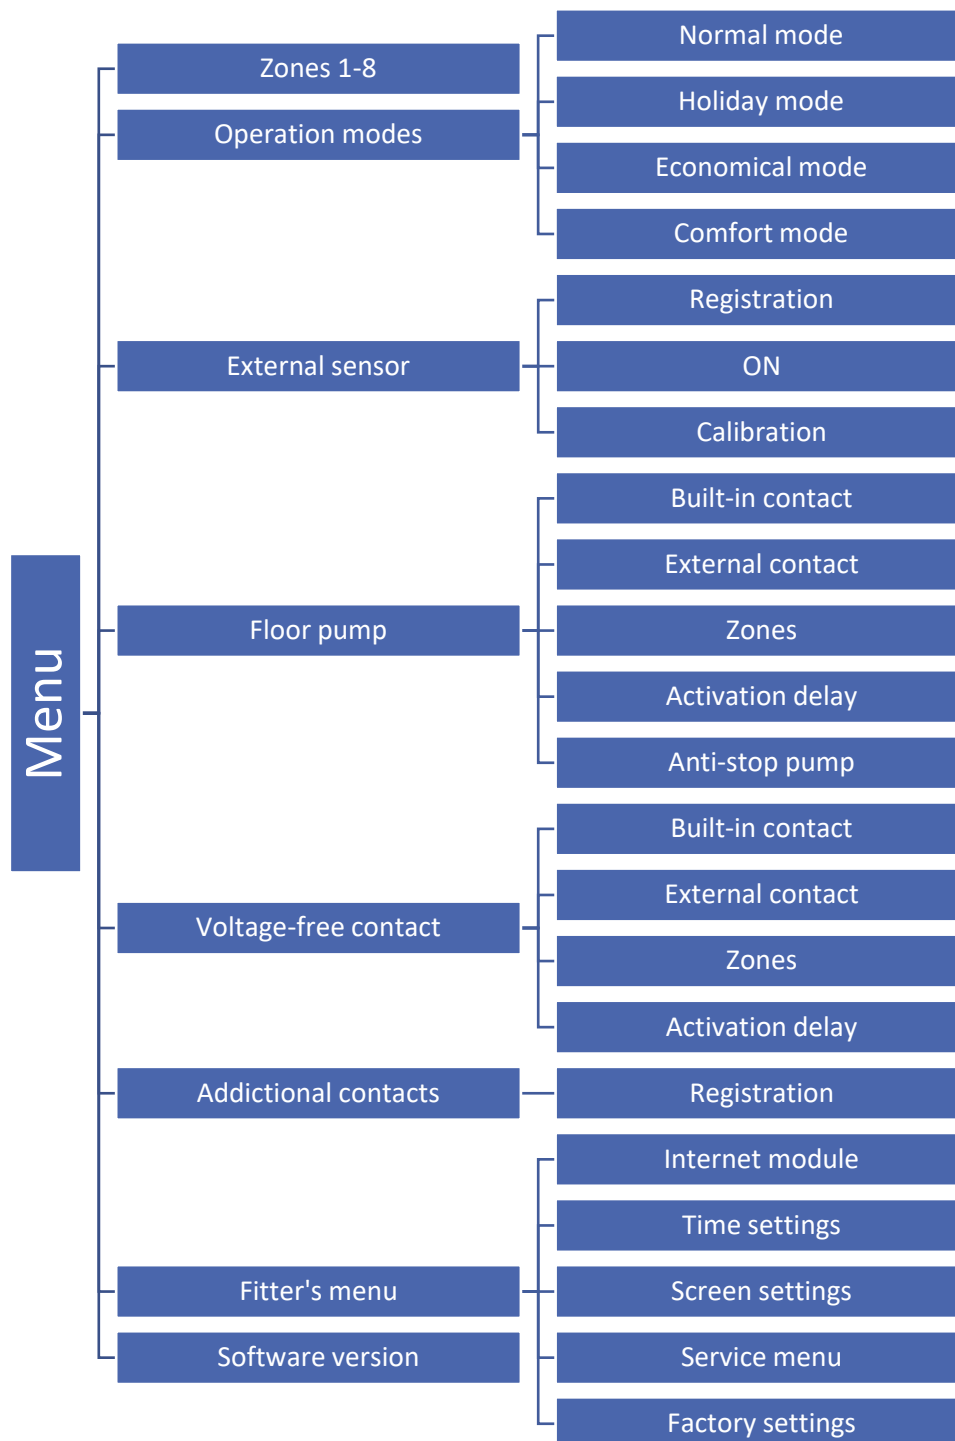 Menu
Zones 1-8
Operation modes
Normal mode
Holiday mode
Economical mode
Comfort mode
External sensor
Registration
ON
Calibration
Floor pump
Built-in contact
External contact
Zones
Activation delay
Anti-stop pump
Voltage-free contact
Built-in contact
External contact
Zones
Activation delay
Addictional contacts
Registration
Fitter's menu
Internet module
Time settings
Screen settings
Service menu
Factory settings
Software version